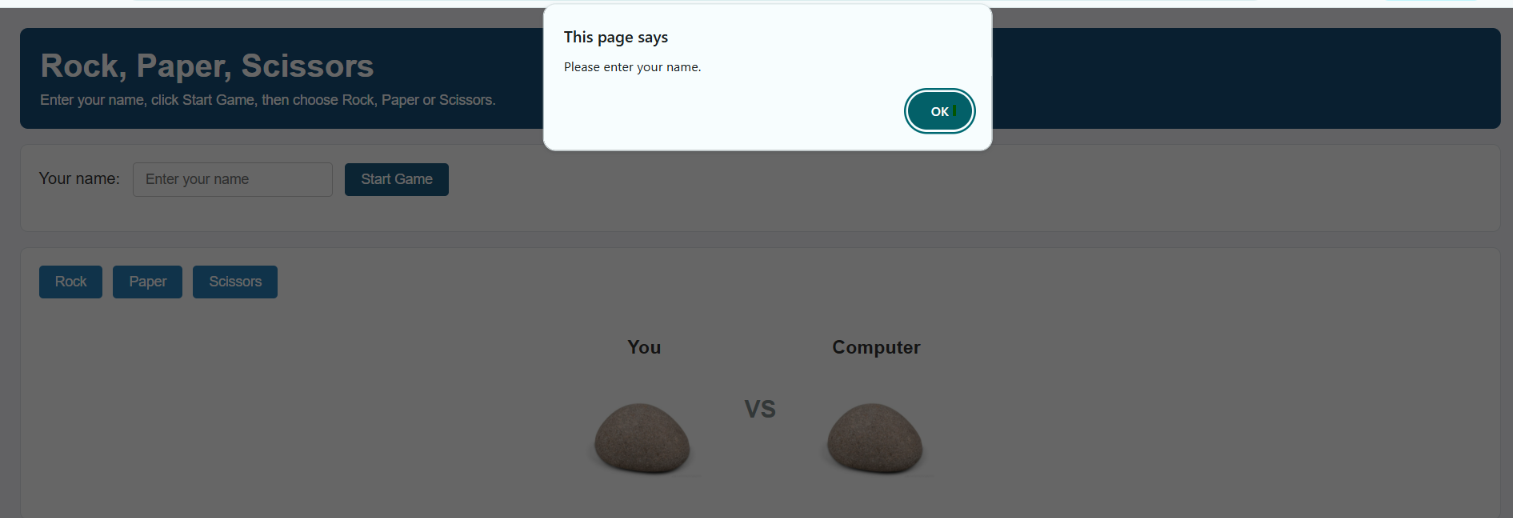 This page says
Please enter your name.
OK
Rock, Paper, Scissors
Enter your name, click Start Game, then choose Rock, Paper or Scissors.
Your name: Enter your name Start Game
Rock Paper Scissors
You Computer
VS